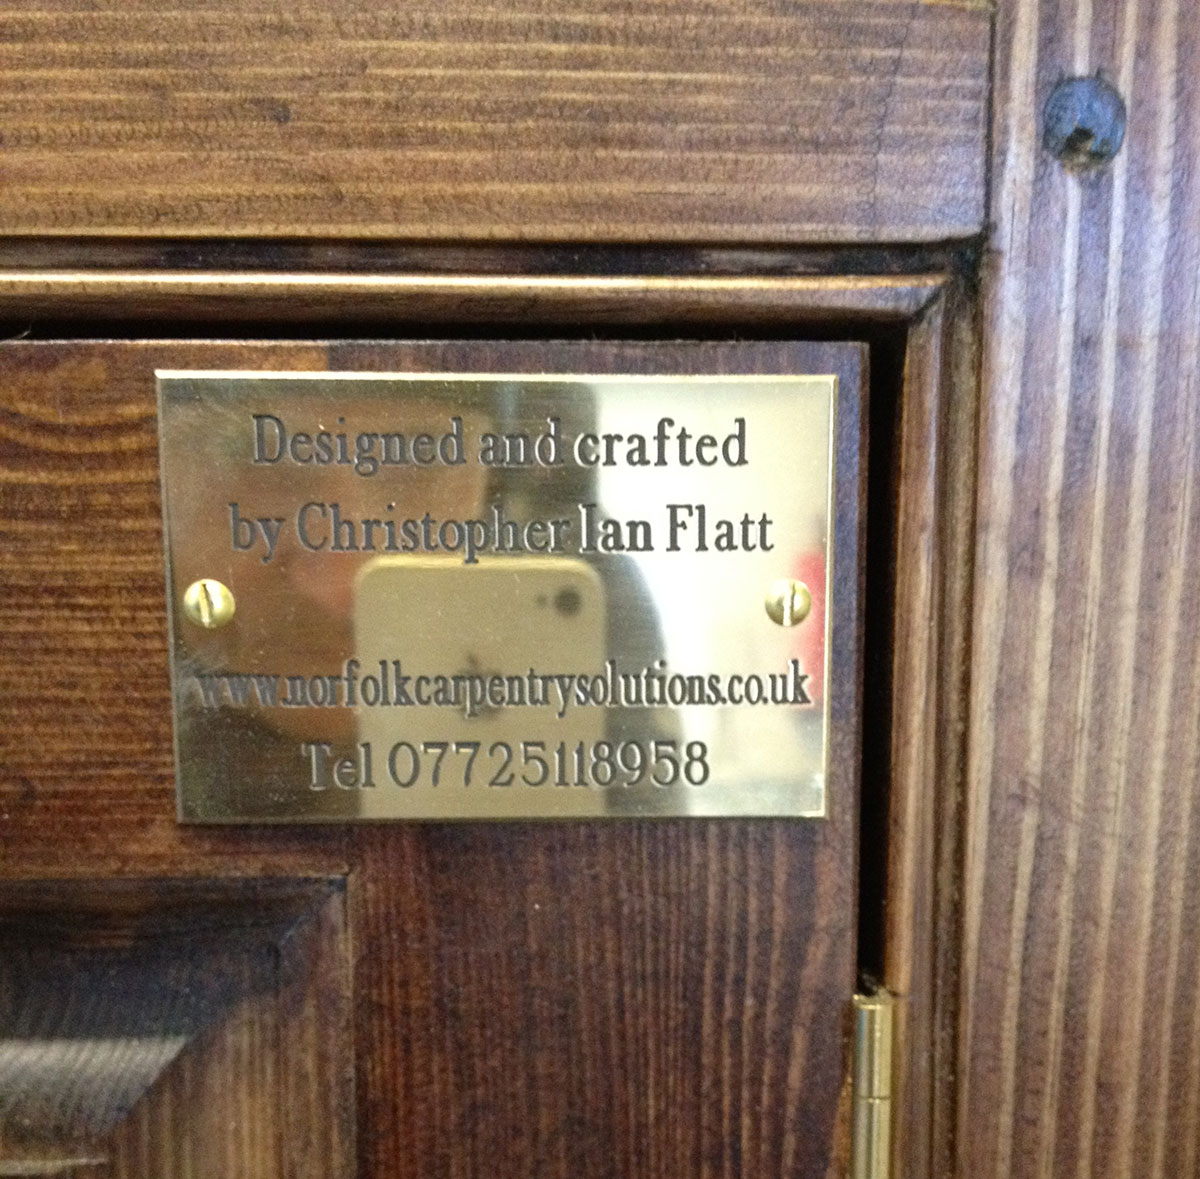 Designed and crafted
by Christopher Ian Flatt
www.norfolkcarpentrysolutions.co.uk
Tel 07725118958